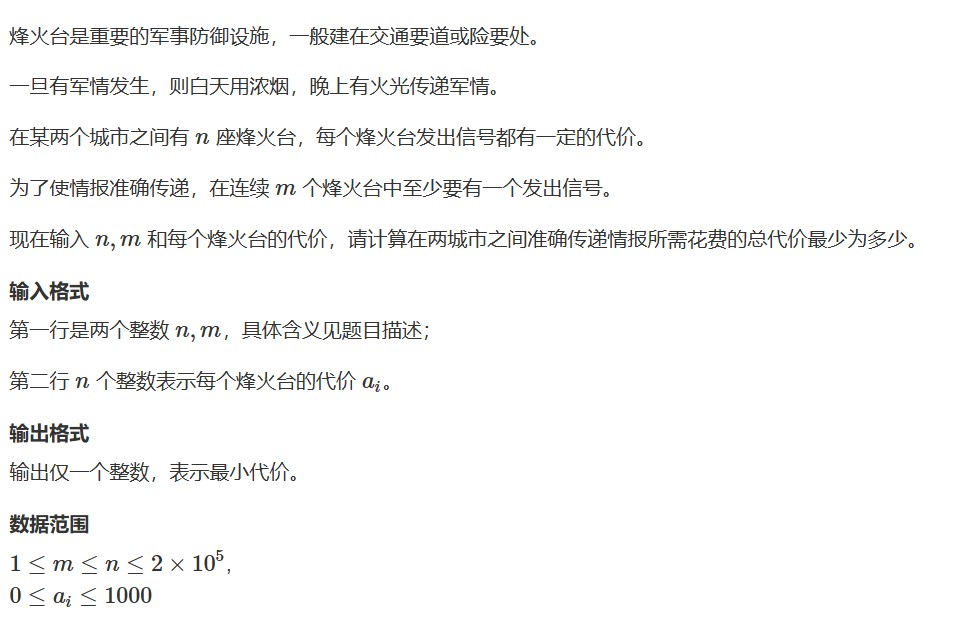 烽火台是重要的军事防御设施，一般建在交通要道或险要处。
一旦有军情发生，则白天用浓烟，晚上有火光传递军情。
在某两个城市之间有 n 座烽火台，每个烽火台发出信号都有一定的代价。
为了使情报准确传递，在连续 m 个烽火台中至少要有一个发出信号。
现在输入 n, m 和每个烽火台的代价，请计算在两城市之间准确传递情报所需花费的总代价最少为多少。
输入格式
第一行是两个整数 n, m，具体含义见题目描述；
第二行 n 个整数表示每个烽火台的代价 aᵢ。
输出格式
输出仅一个整数，表示最小代价。
数据范围
1 ≤ m ≤ n ≤ 2 × 10⁵,
0 ≤ aᵢ ≤ 1000